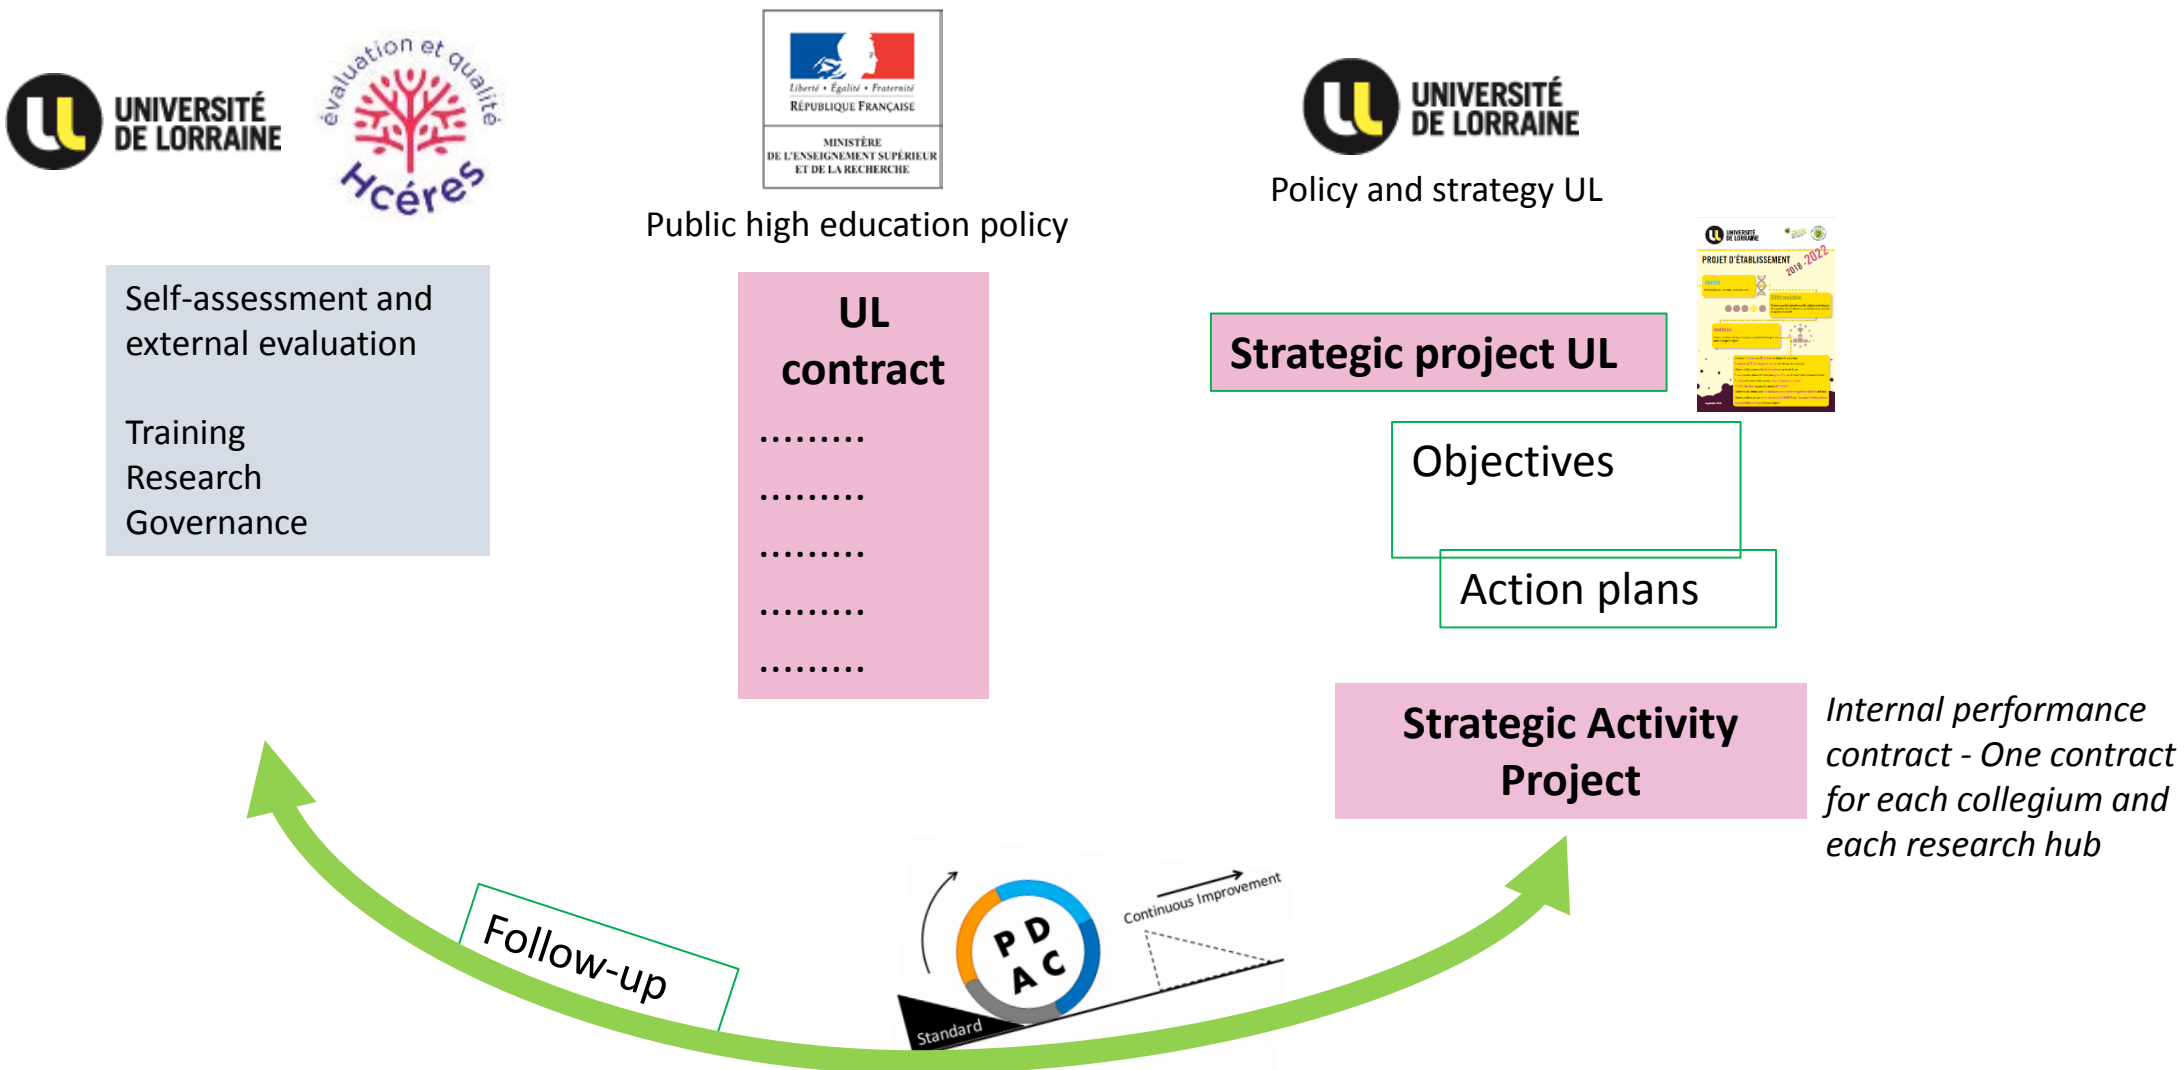 UNIVERSITÉ
DE LORRAINE
évaluation et qualité
Hcéres
Liberté • Égalité • Fraternité
RÉPUBLIQUE FRANÇAISE
MINISTÈRE
DE L'ENSEIGNEMENT SUPÉRIEUR
ET DE LA RECHERCHE
UNIVERSITÉ
DE LORRAINE
Public high education policy
Policy and strategy UL
Self-assessment and
external evaluation
Training
Research
Governance
UL
contract
.........
.........
.........
.........
.........
Strategic project UL
UNIVERSITÉ
DE LORRAINE
PROJET D'ÉTABLISSEMENT
2018 -2022
Objectives
Action plans
Strategic Activity
Project
Internal performance
contract - One contract
for each collegium and
each research hub
Follow-up
P D
A C
Continuous Improvement
Standard